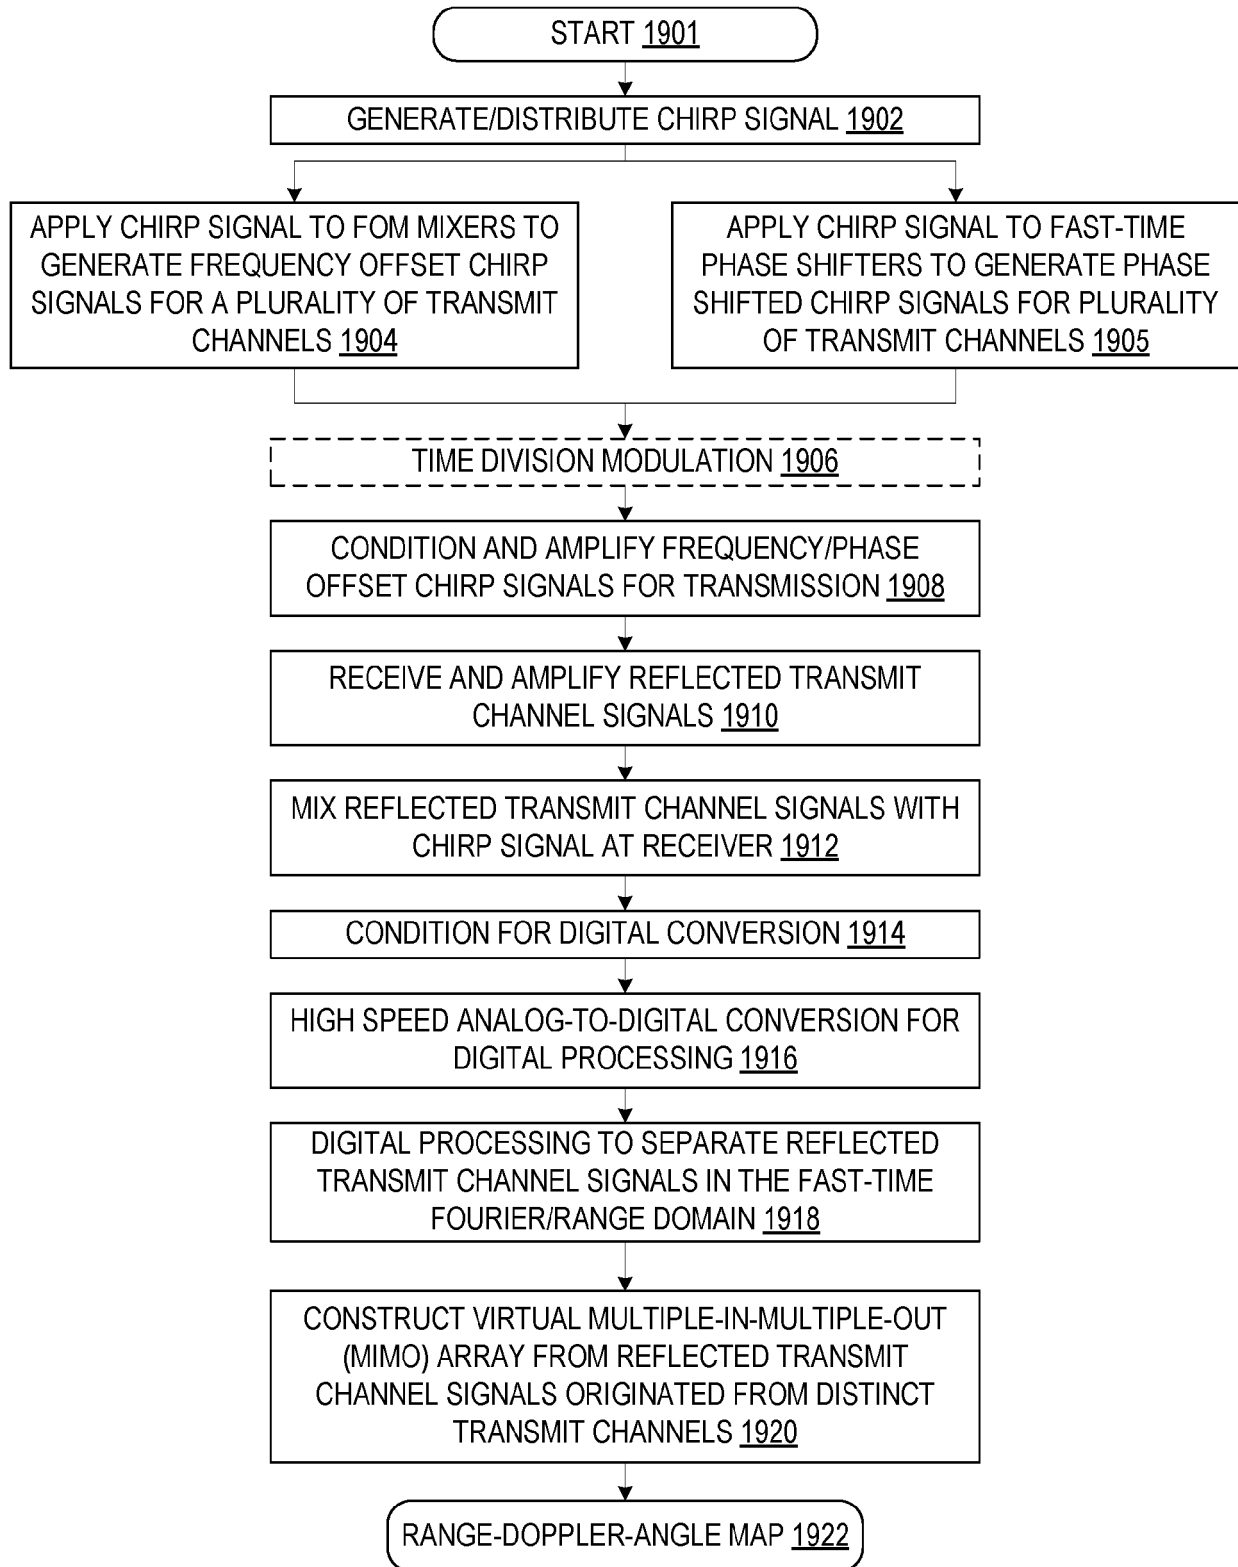 START 1901
GENERATE/DISTRIBUTE CHIRP SIGNAL 1902
APPLY CHIRP SIGNAL TO FOM MIXERS TO
GENERATE FREQUENCY OFFSET CHIRP
SIGNALS FOR A PLURALITY OF TRANSMIT
CHANNELS 1904
APPLY CHIRP SIGNAL TO FAST-TIME
PHASE SHIFTERS TO GENERATE PHASE
SHIFTED CHIRP SIGNALS FOR PLURALITY
OF TRANSMIT CHANNELS 1905
TIME DIVISION MODULATION 1906
CONDITION AND AMPLIFY FREQUENCY/PHASE
OFFSET CHIRP SIGNALS FOR TRANSMISSION 1908
RECEIVE AND AMPLIFY REFLECTED TRANSMIT
CHANNEL SIGNALS 1910
MIX REFLECTED TRANSMIT CHANNEL SIGNALS WITH
CHIRP SIGNAL AT RECEIVER 1912
CONDITION FOR DIGITAL CONVERSION 1914
HIGH SPEED ANALOG-TO-DIGITAL CONVERSION FOR
DIGITAL PROCESSING 1916
DIGITAL PROCESSING TO SEPARATE REFLECTED
TRANSMIT CHANNEL SIGNALS IN THE FAST-TIME
FOURIER/RANGE DOMAIN 1918
CONSTRUCT VIRTUAL MULTIPLE-IN-MULTIPLE-OUT
(MIMO) ARRAY FROM REFLECTED TRANSMIT
CHANNEL SIGNALS ORIGINATED FROM DISTINCT
TRANSMIT CHANNELS 1920
RANGE-DOPPLER-ANGLE MAP 1922